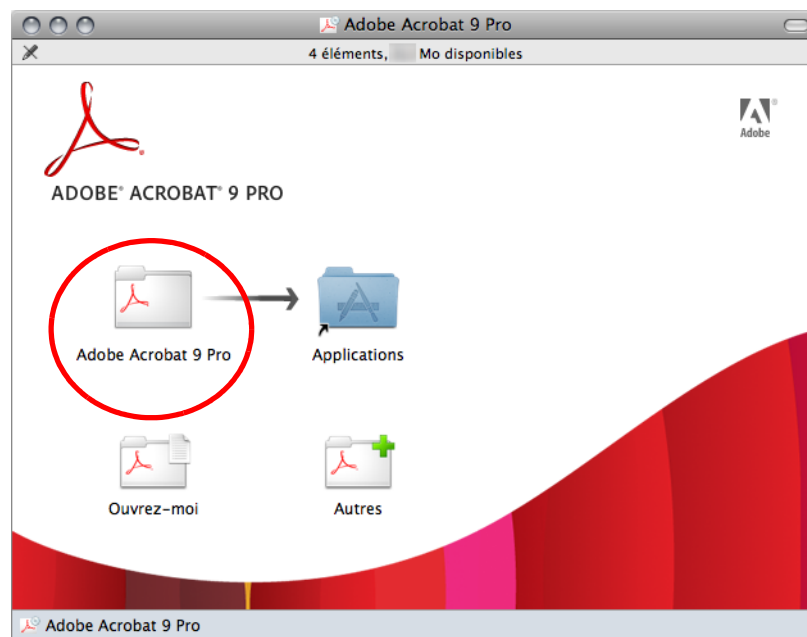 Adobe Acrobat 9 Pro
4 éléments, Mo disponibles
Adobe
ADOBE® ACROBAT® 9 PRO
Adobe Acrobat 9 Pro
Applications
Ouvrez-moi
Autres
Adobe Acrobat 9 Pro